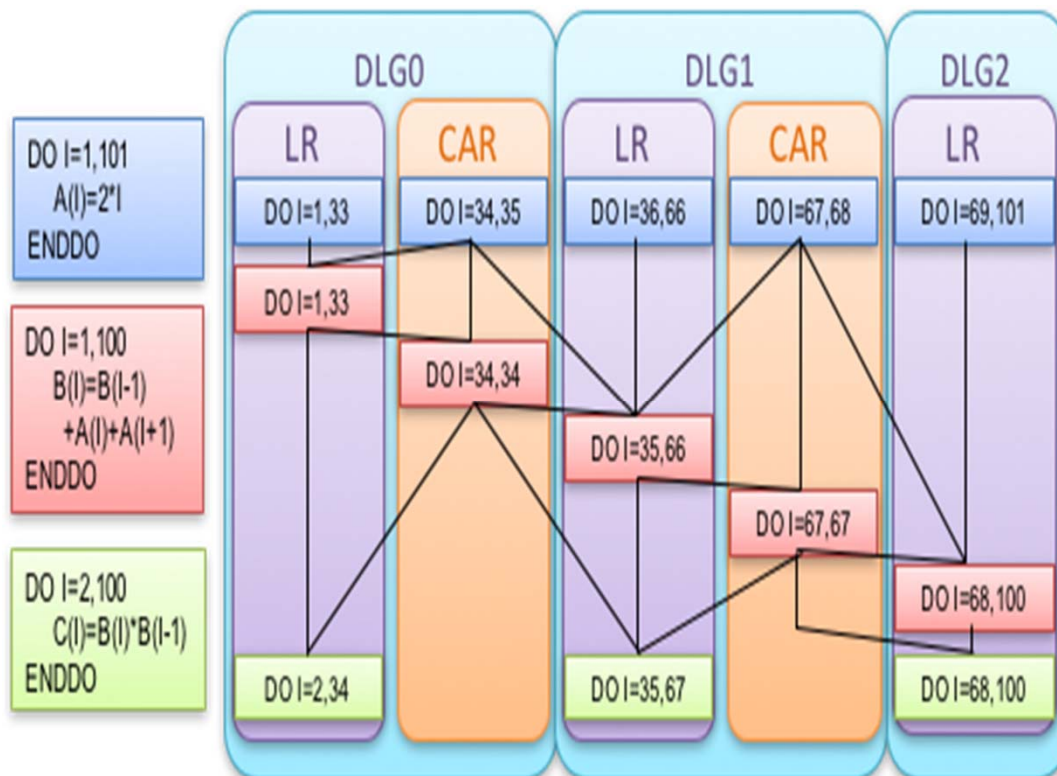 DLG0
DLG1
DLG2
LR
CAR
LR
CAR
LR
DO I=1,101
A(I)=2*I
ENDDO
DO I=1,33
DO I=34,35
DO I=36,66
DO I=67,68
DO I=69,101
DO I=1,100
B(I)=B(I-1)
+A(I)+A(I+1)
ENDDO
DO I=1,33
DO I=34,34
DO I=35,66
DO I=67,67
DO I=68,100
DO I=2,100
C(I)=B(I)*B(I-1)
ENDDO
DO I=2,34
DO I=35,67
DO I=68,100